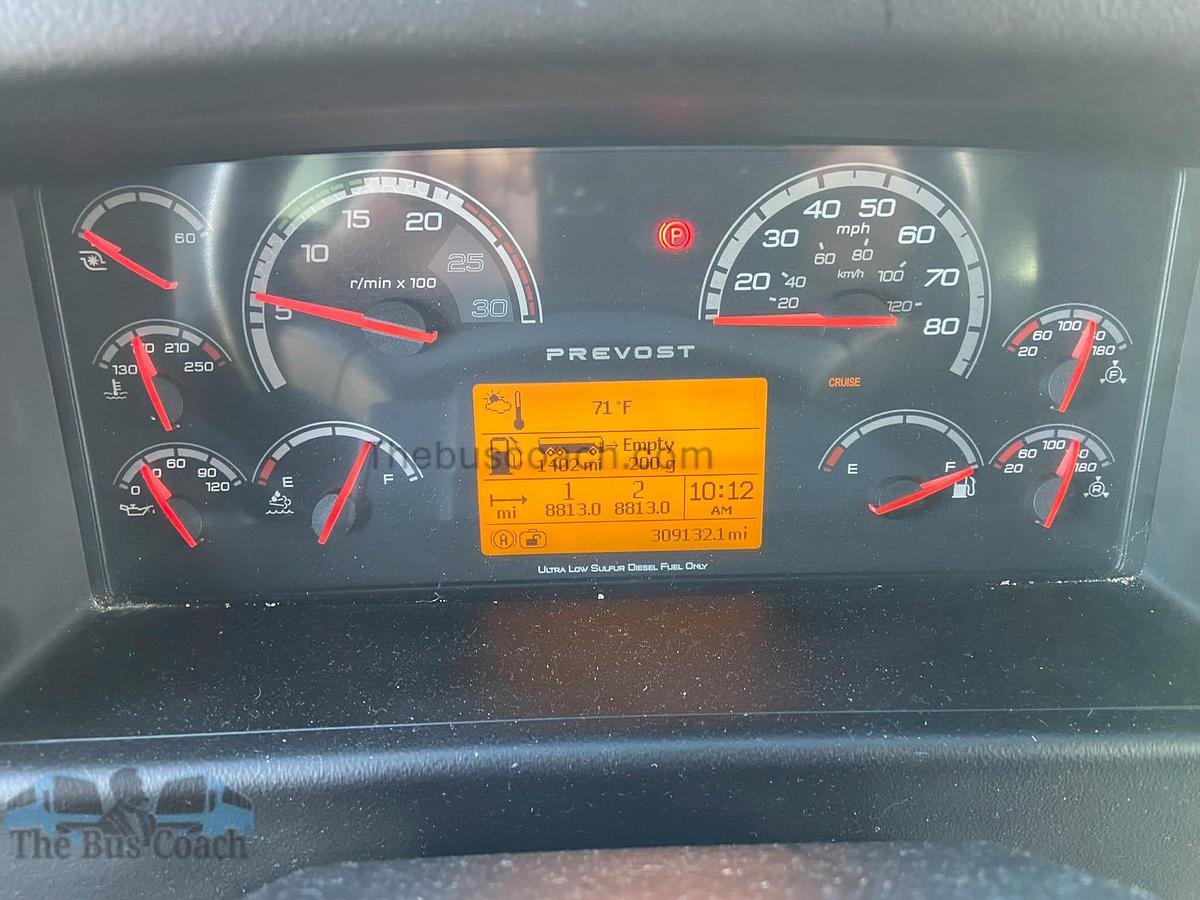 60
5
10
15
20
25
30
r/min x 100
P
20
30
40
50
60
70
80
mph
20
40
60
80
100
120
km/h
PREVOST
CRUISE
130
210
250
20
60
100
180
F
0
60
90
120
E
F
E
F
20
60
100
180
R
71°F
Empty
1402 mi 200 g
1 2
mi 8813.0 8813.0
10:12
AM
A 309132.1 mi
Thebuscoach.com
Ultra Low Sulfur Diesel Fuel Only
The Bus Coach